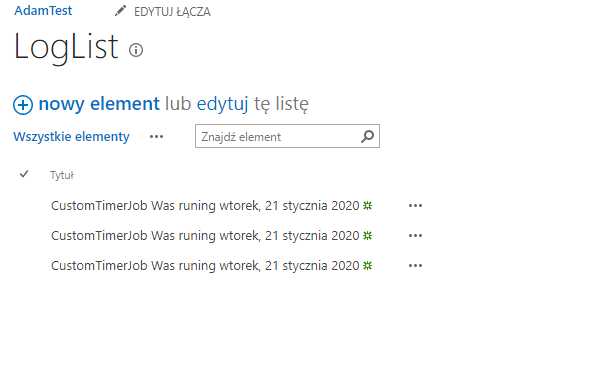 AdamTest EDYTUJ ŁĄCZA
LogList
nowy element lub edytuj tę listę
Wszystkie elementy ••• Znajdź element
Tytuł
CustomTimerJob Was runing wtorek, 21 stycznia 2020 •••
CustomTimerJob Was runing wtorek, 21 stycznia 2020 •••
CustomTimerJob Was runing wtorek, 21 stycznia 2020 •••